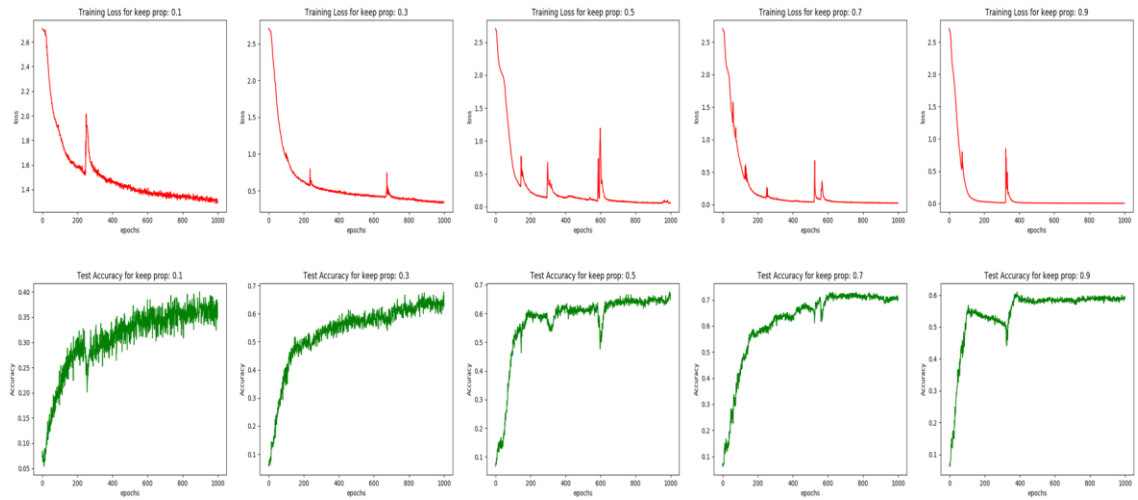 Training Loss for keep prop: 0.1
2.6
2.4
2.2
2.0
1.8
1.6
1.4
loss
0 200 400 600 800 1000
epochs
Training Loss for keep prop: 0.3
2.5
2.0
1.5
1.0
0.5
loss
0 200 400 600 800 1000
epochs
Training Loss for keep prop: 0.5
2.5
2.0
1.5
1.0
0.5
0.0
loss
0 200 400 600 800 1000
epochs
Training Loss for keep prop: 0.7
2.5
2.0
1.5
1.0
0.5
0.0
loss
0 200 400 600 800 1000
epochs
Training Loss for keep prop: 0.9
2.5
2.0
1.5
1.0
0.5
0.0
loss
0 200 400 600 800 1000
epochs
Test Accuracy for keep prop: 0.1
0.40
0.35
0.30
0.25
0.20
0.15
0.10
0.05
Accuracy
0 200 400 600 800 1000
epochs
Test Accuracy for keep prop: 0.3
0.6
0.5
0.4
0.3
0.2
0.1
Accuracy
0 200 400 600 800 1000
epochs
Test Accuracy for keep prop: 0.5
0.7
0.6
0.5
0.4
0.3
0.2
0.1
Accuracy
0 200 400 600 800 1000
epochs
Test Accuracy for keep prop: 0.7
0.7
0.6
0.5
0.4
0.3
0.2
0.1
Accuracy
0 200 400 600 800 1000
epochs
Test Accuracy for keep prop: 0.9
0.6
0.5
0.4
0.3
0.2
0.1
Accuracy
0 200 400 600 800 1000
epochs